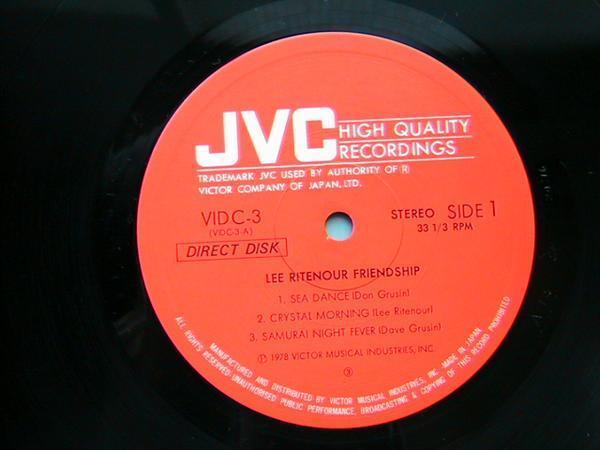 JVC
HIGH QUALITY
RECORDINGS
TRADEMARK JVC USED BY AUTHORITY OF ®
VICTOR COMPANY OF JAPAN, LTD.
VIDC-3
(VIDC-3-A)
DIRECT DISK
STEREO SIDE 1
33 1/3 RPM
LEE RITENOUR FRIENDSHIP
1. SEA DANCE (Don Grusin)
2. CRYSTAL MORNING (Lee Ritenour)
3. SAMURAI NIGHT FEVER (Dave Grusin)
Ⓟ 1978 VICTOR MUSICAL INDUSTRIES, INC.
③
MANUFACTURED AND DISTRIBUTED BY VICTOR MUSICAL INDUSTRIES, INC. MADE IN JAPAN.
ALL RIGHTS RESERVED/UNAUTHORISED PUBLIC PERFORMANCE, BROADCASTING & COPYING OF THIS RECORD PROHIBITED